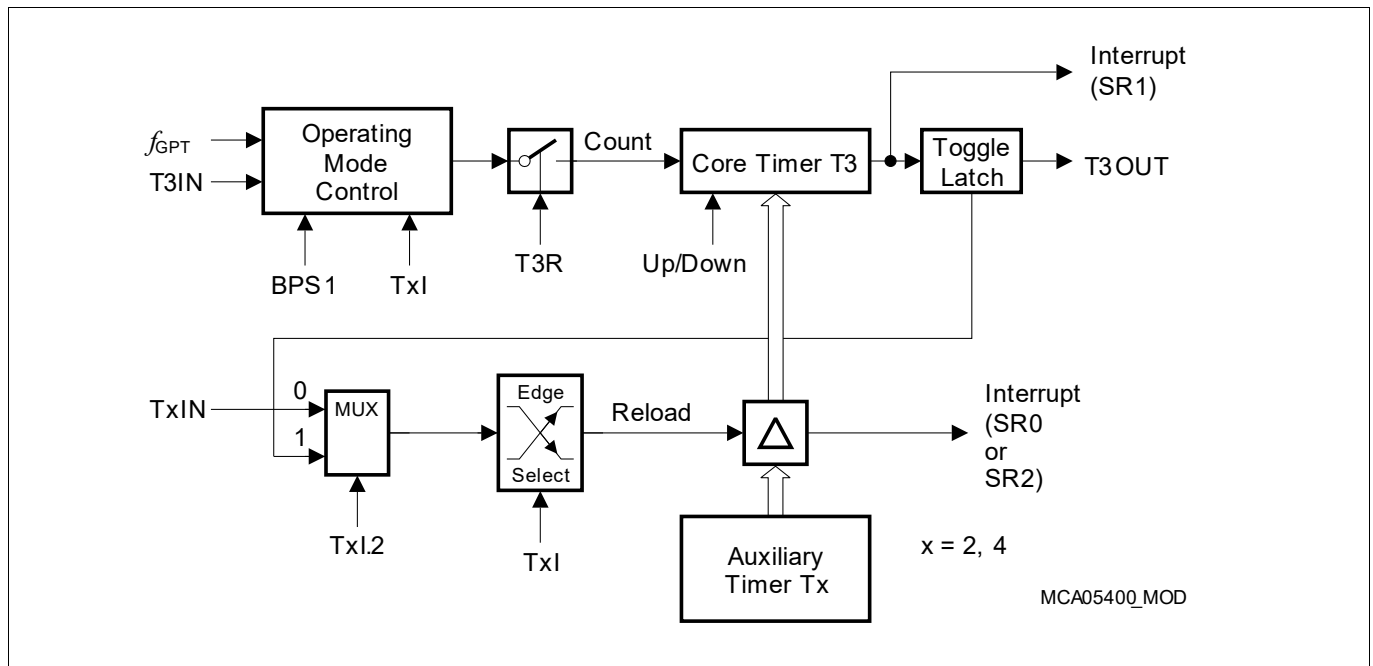 Interrupt
(SR1)
fGPT
T3IN
Operating
Mode
Control
Count
Core Timer T3
Toggle
Latch
T3OUT
BPS1
TxI
T3R
Up/Down
TxIN
0
1
MUX
Edge
Select
Reload
Interrupt
(SR0
or
SR2)
TxI.2
TxI
Auxiliary
Timer Tx
x = 2, 4
MCA05400_MOD